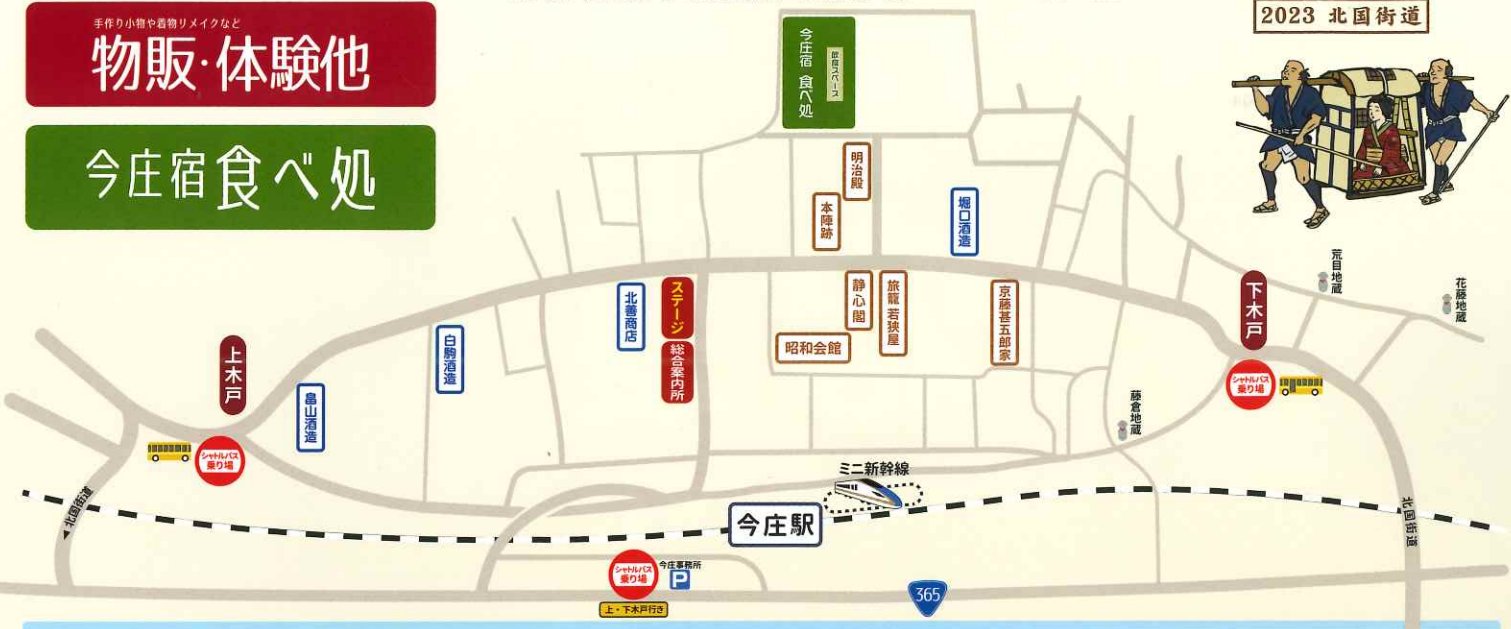 手作り小物や着物リメイクなど
物販・体験他
今庄宿食べ処
2023 北国街道
今庄宿 食べ処
飲食スペース
明治殿
本陣跡
堀口酒造
荒目地蔵
花藤地蔵
下木戸
シャトルバス
乗り場
北善商店
ステージ
総合案内所
静心閣
旅籠 若狭屋
昭和会館
京藤甚五郎家
白駒酒造
上木戸
畠山酒造
シャトルバス
乗り場
藤倉地蔵
ミニ新幹線
今庄駅
北国街道
北国街道
シャトルバス
乗り場
今庄事務所
P
上・下木戸行き
365